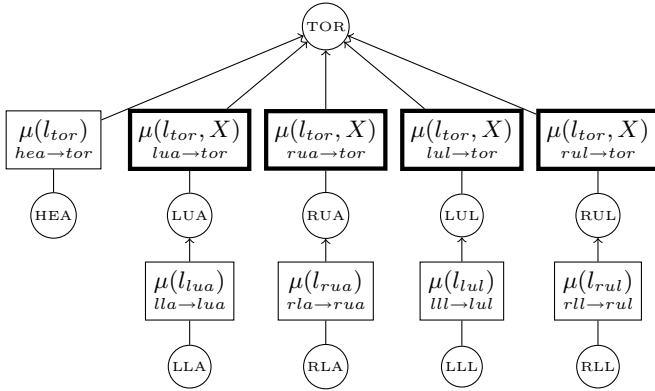 TOR
μ(l_tor) μ(l_tor, X) μ(l_tor, X) μ(l_tor, X) μ(l_tor, X)
hea→tor lua→tor rua→tor lul→tor rul→tor
HEA LUA RUA LUL RUL
μ(l_lua) μ(l_rua) μ(l_lul) μ(l_rul)
lla→lua rla→rua lll→lul rll→rul
LLA RLA LLL RLL